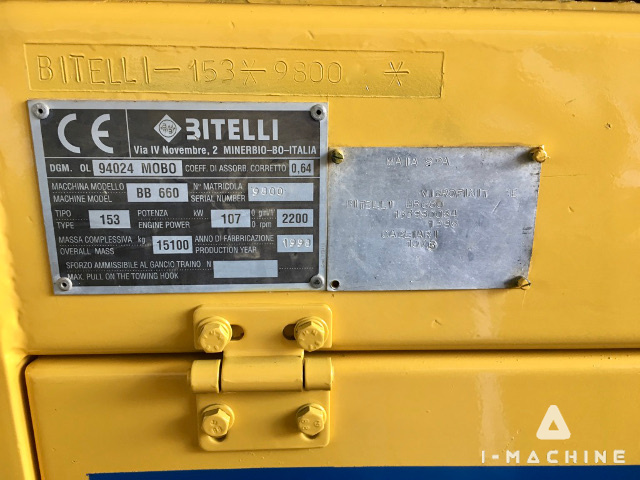 BITELLI-153*-9800 *
CE
BITELLI
Via IV Novembre, 2 MINERBIO-BO-ITALIA
DGM. OL 94024 MOBO COEFF. DI ASSORB. CORRETTO 0,64
MACCHINA MODELLO BB 660 N° MATRICOLA 9800
MACHINE MODEL SERIAL NUMBER
TIPO 153 POTENZA kW 107 g.m/1' 2200
TYPE ENGINE POWER 0 rpm
MASSA COMPLESSIVA kg 15100 ANNO DI FABBRICAZIONE
OVERALL MASS PRODUCTION YEAR
SFORZO AMMISSIBILE AL GANCIO TRAINO N
MAX. PULL ON THE TOWING HOOK
BITELLI
I-MACHINE